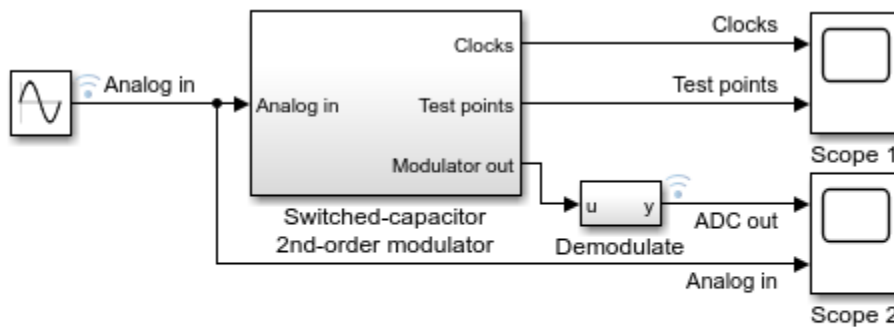 Analog in
Analog in
Clocks
Test points
Modulator out
Switched-capacitor
2nd-order modulator
Clocks
Test points
Scope 1
u y
Demodulate
ADC out
Analog in
Scope 2